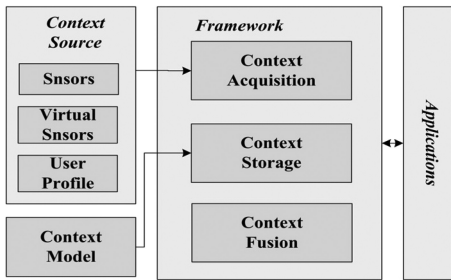 Context
Source
Snsors
Virtual
Snsors
User
Profile
Context
Model
Framework
Context
Acquisition
Context
Storage
Context
Fusion
Applications